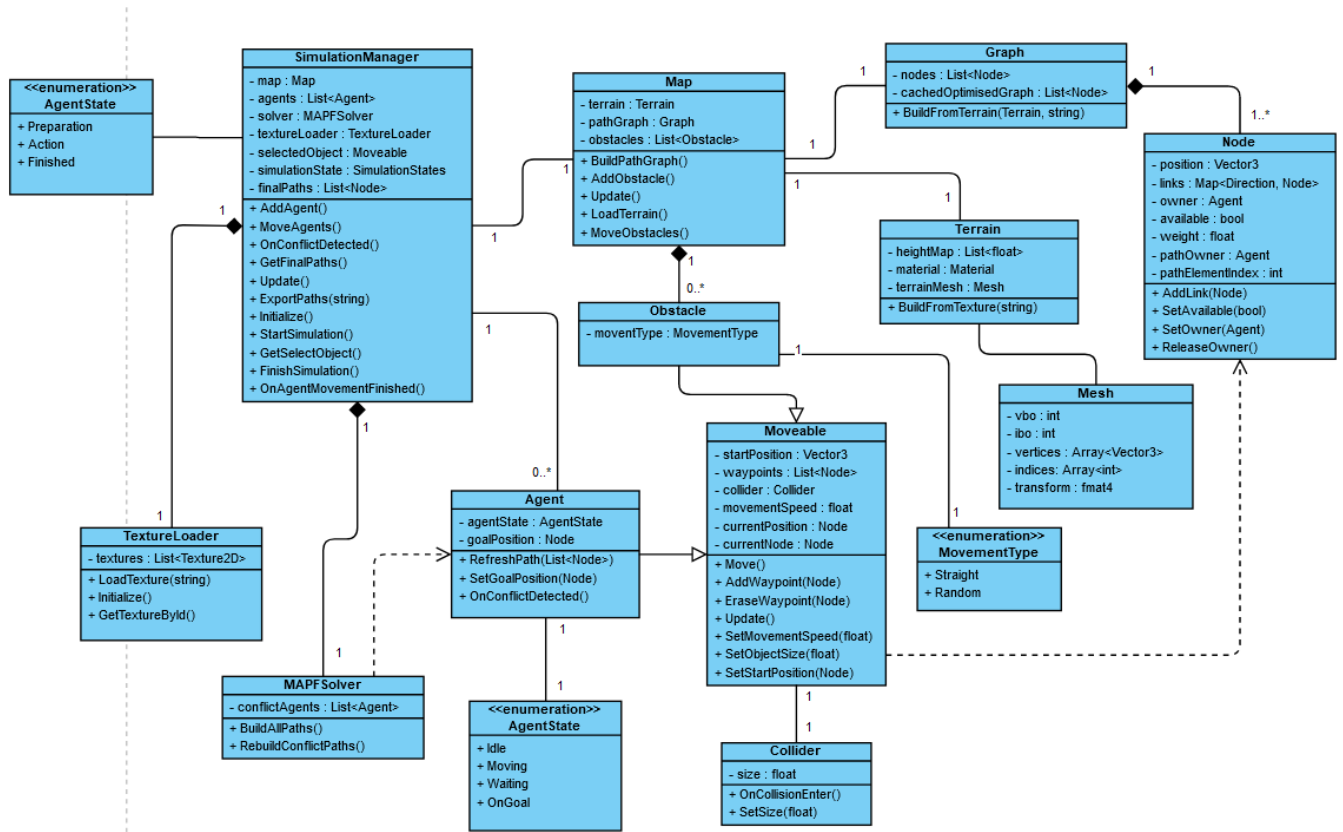 <<enumeration>>
AgentState
+ Preparation
+ Action
+ Finished
SimulationManager
- map : Map
- agents : List<Agent>
- solver : MAPFSolver
- textureLoader : TextureLoader
- selectedObject : Moveable
- simulationState : SimulationStates
- finalPaths : List<Node>
+ AddAgent()
+ MoveAgents()
+ OnConflictDetected()
+ GetFinalPaths()
+ Update()
+ ExportPaths(string)
+ Initialize()
+ StartSimulation()
+ GetSelectObject()
+ FinishSimulation()
+ OnAgentMovementFinished()
Map
- terrain : Terrain
- pathGraph : Graph
- obstacles : List<Obstacle>
+ BuildPathGraph()
+ AddObstacle()
+ Update()
+ LoadTerrain()
+ MoveObstacles()
Graph
- nodes : List<Node>
- cachedOptimisedGraph : List<Node>
+ BuildFromTerrain(Terrain, string)
Node
- position : Vector3
- links : Map<Direction, Node>
- owner : Agent
- available : bool
- weight : float
- pathOwner : Agent
- pathElementIndex : int
+ AddLink(Node)
+ SetAvailable(bool)
+ SetOwner(Agent)
+ ReleaseOwner()
Terrain
- heightMap : List<float>
- material : Material
- terrainMesh : Mesh
+ BuildFromTexture(string)
Obstacle
- moventType : MovementType
Mesh
- vbo : int
- ibo : int
- vertices : Array<Vector3>
- indices: Array<int>
- transform : fmat4
Moveable
- startPosition : Vector3
- waypoints : List<Node>
- collider : Collider
- movementSpeed : float
- currentPosition : Node
- currentNode : Node
+ Move()
+ AddWaypoint(Node)
+ EraseWaypoint(Node)
+ Update()
+ SetMovementSpeed(float)
+ SetObjectSize(float)
+ SetStartPosition(Node)
Agent
- agentState : AgentState
- goalPosition : Node
+ RefreshPath(List<Node>)
+ SetGoalPosition(Node)
+ OnConflictDetected()
<<enumeration>>
MovementType
+ Straight
+ Random
TextureLoader
- textures : List<Texture2D>
+ LoadTexture(string)
+ Initialize()
+ GetTextureById()
MAPFSolver
- conflictAgents : List<Agent>
+ BuildAllPaths()
+ RebuildConflictPaths()
<<enumeration>>
AgentState
+ Idle
+ Moving
+ Waiting
+ OnGoal
Collider
- size : float
+ OnCollisionEnter()
+ SetSize(float)
1
1
1
1
1
1
1
1
1..*
1
0..*
1
1
1
1
0..*
1
1
1
1
1
1